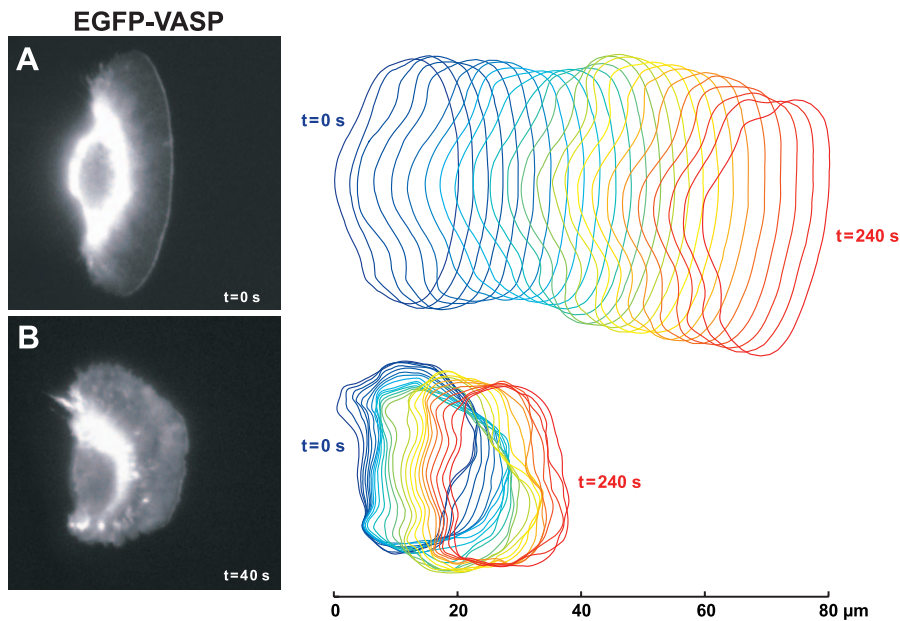 EGFP-VASP
A
t=0 s
t=0 s
t=240 s
B
t=40 s
t=0 s
t=240 s
0 20 40 60 80 µm